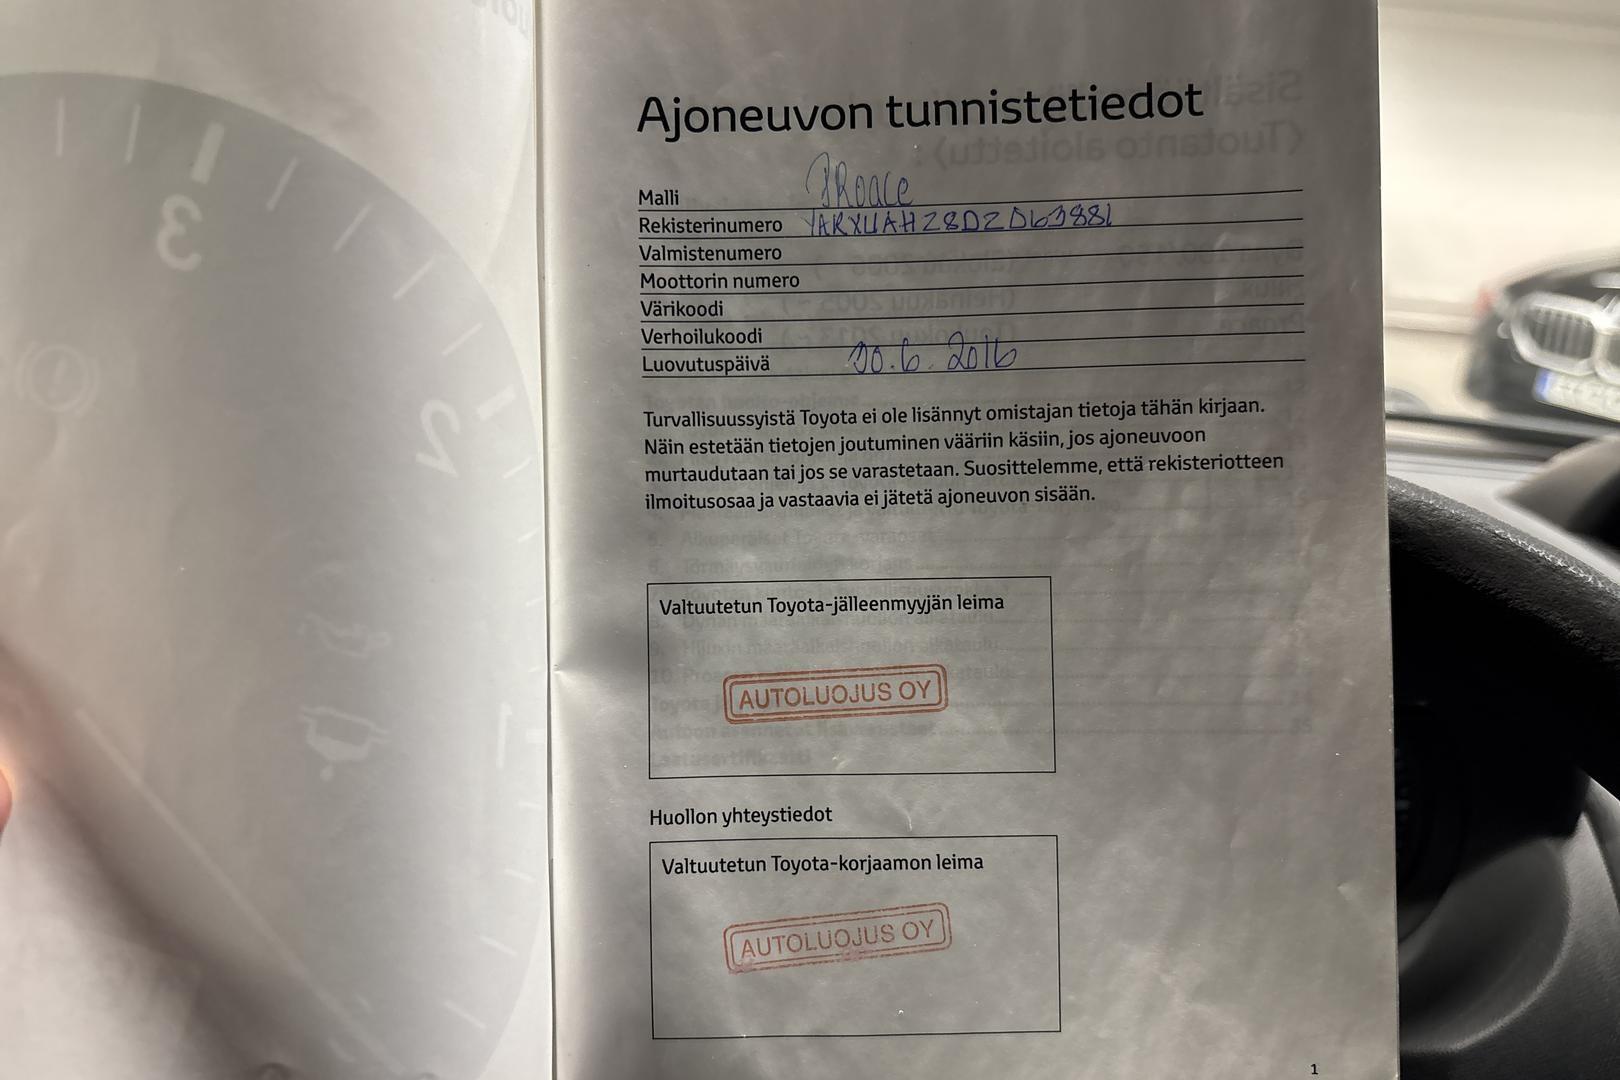 Ajoneuvon tunnistetiedot
Malli PRoace
Rekisterinumero YARXUAHZ8DZ063881
Valmistenumero
Moottorin numero
Värikoodi
Verhoilukoodi
Luovutuspäivä 30.6.2016
Turvallisuussyistä Toyota ei ole lisännyt omistajan tietoja tähän kirjaan.
Näin estetään tietojen joutuminen vääriin käsiin, jos ajoneuvoon
murtaudutaan tai jos se varastetaan. Suosittelemme, että rekisteriotteen
ilmoitusosaa ja vastaavia ei jätetä ajoneuvon sisään.
Valtuutetun Toyota-jälleenmyyjän leima
AUTOLUOJUS OY
Huollon yhteystiedot
Valtuutetun Toyota-korjaamon leima
AUTOLUOJUS OY
1